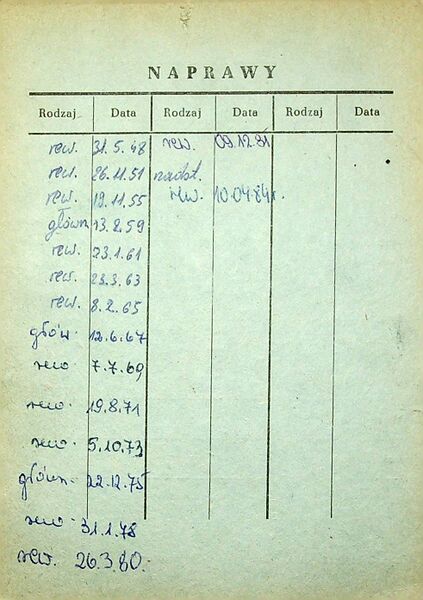 NAPRAWY
Rodzaj Data Rodzaj Data Rodzaj Data
rew. 31.5.48 rew. 09.12.81
rew. 26.11.51
rew. 19.11.55 rew. 10.04.84r.
główn 13.8.59
rew. 23.1.61
rew. 23.3.63
rew. 8.2.65
głów. 12.6.67
rew. 7.7.69
rew. 19.8.71
rew. 5.10.73
główn. 22.12.75
rew. 31.1.78
rew. 26.3.80.